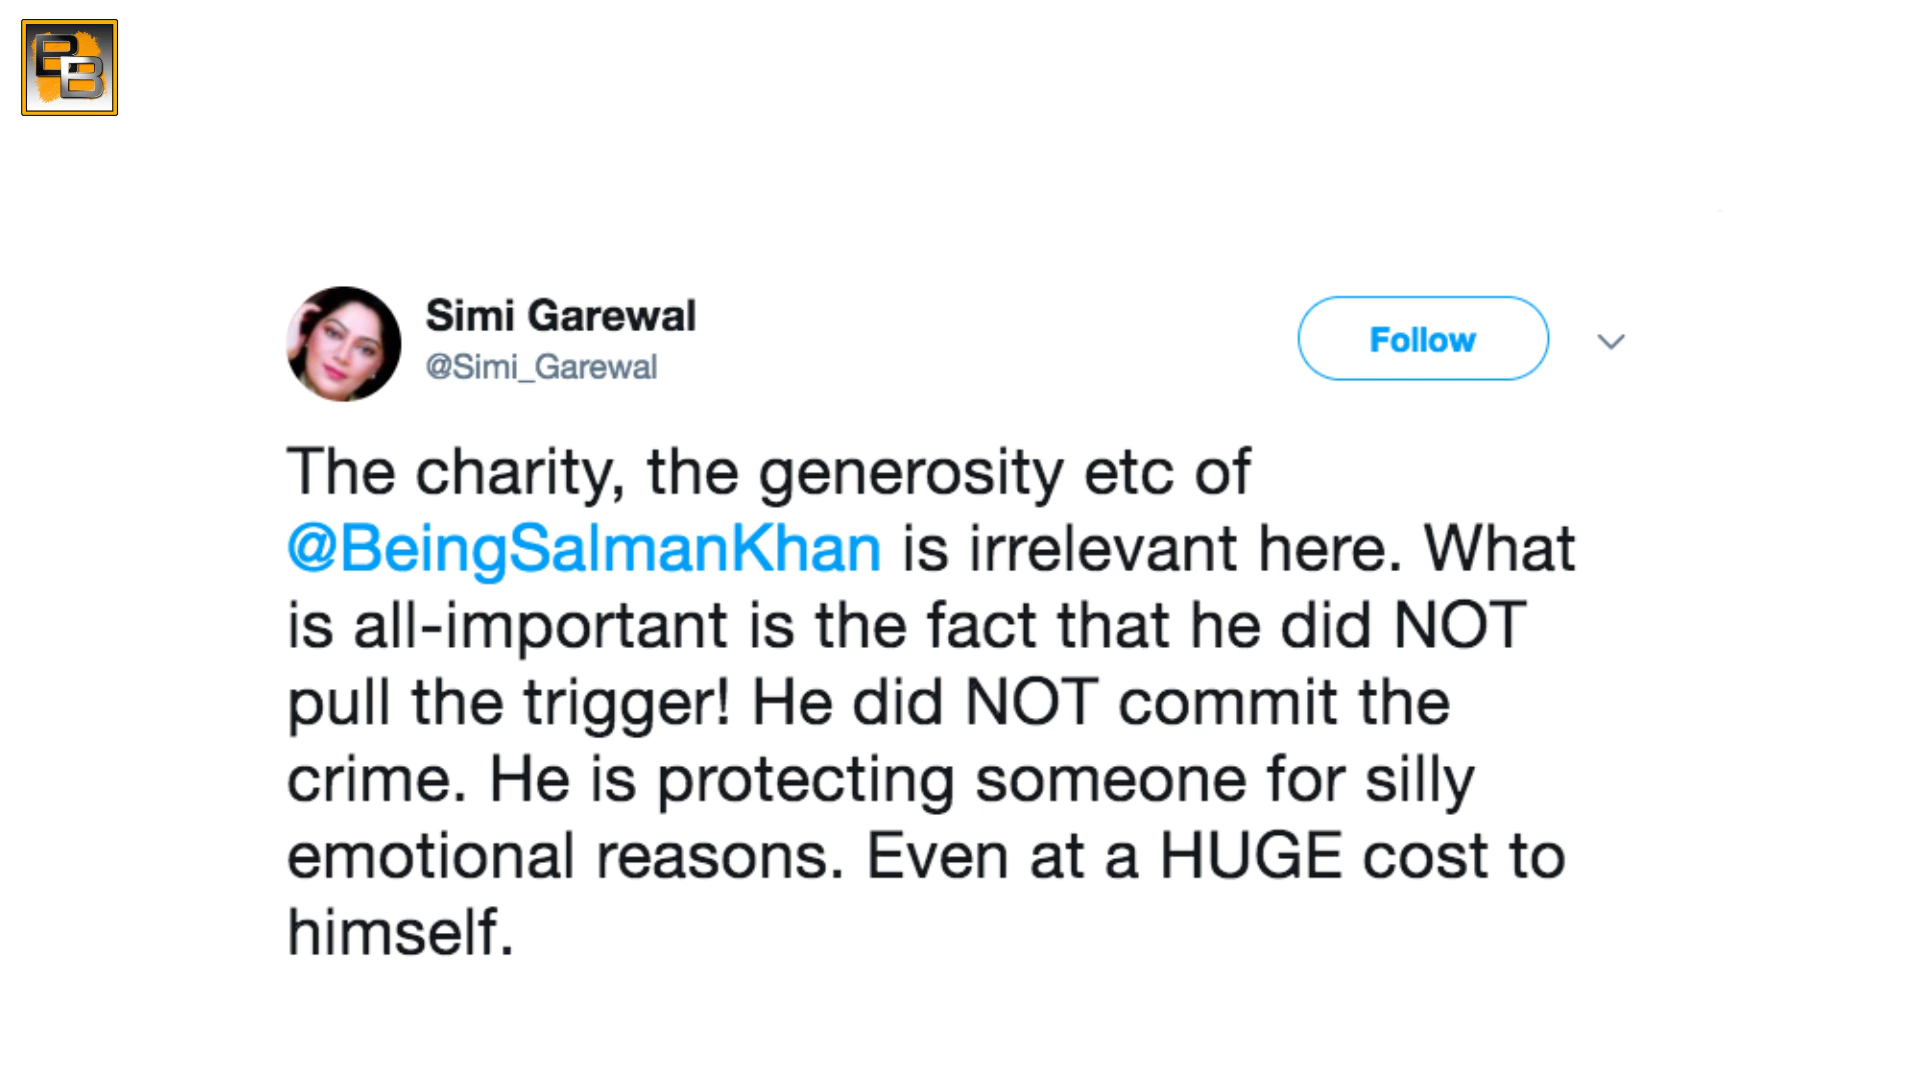 BB
Simi Garewal
@Simi_Garewal
Follow
The charity, the generosity etc of
@BeingSalmanKhan is irrelevant here. What
is all-important is the fact that he did NOT
pull the trigger! He did NOT commit the
crime. He is protecting someone for silly
emotional reasons. Even at a HUGE cost to
himself.